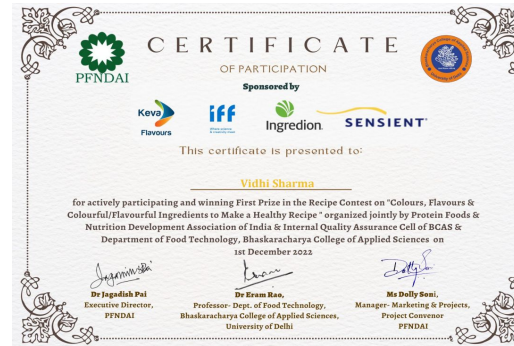 PFNDAI
CERTIFICATE
OF PARTICIPATION
Sponsored by
Keva
Flavours
iff
Ingredion.
SENSIENT
This certificate is presented to:
Vidhi Sharma
for actively participating and winning First Prize in the Recipe Contest on "Colours, Flavours &
Colourful/Flavourful Ingredients to Make a Healthy Recipe " organized jointly by Protein Foods &
Nutrition Development Association of India & Internal Quality Assurance Cell of BCAS &
Department of Food Technology, Bhaskaracharya College of Applied Sciences on
1st December 2022
Dr Jagadish Pai
Executive Director,
PFNDAI
Dr Eram Rao,
Professor- Dept. of Food Technology,
Bhaskaracharya College of Applied Sciences,
University of Delhi
Ms Dolly Soni,
Manager- Marketing & Projects,
Project Convenor
PFNDAI